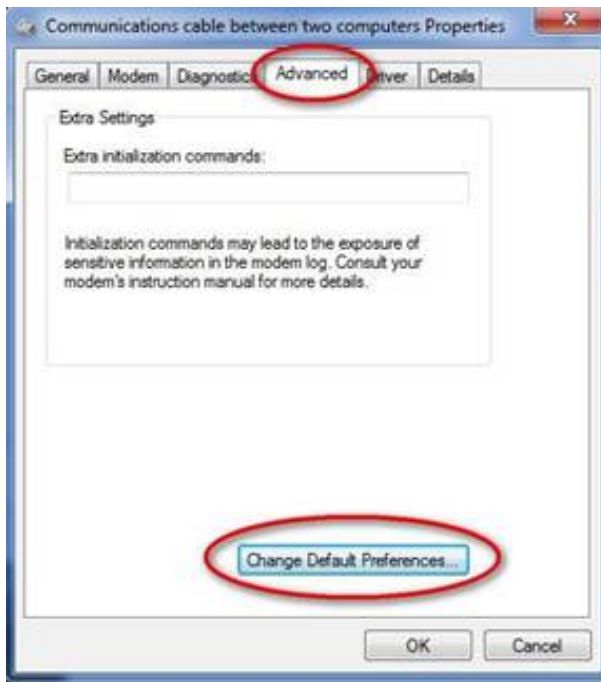 Communications cable between two computers Properties
General Modem Diagnostics Advanced Driver Details
Extra Settings
Extra initialization commands:
Initialization commands may lead to the exposure of
sensitive information in the modem log. Consult your
modem's instruction manual for more details.
Change Default Preferences...
OK Cancel